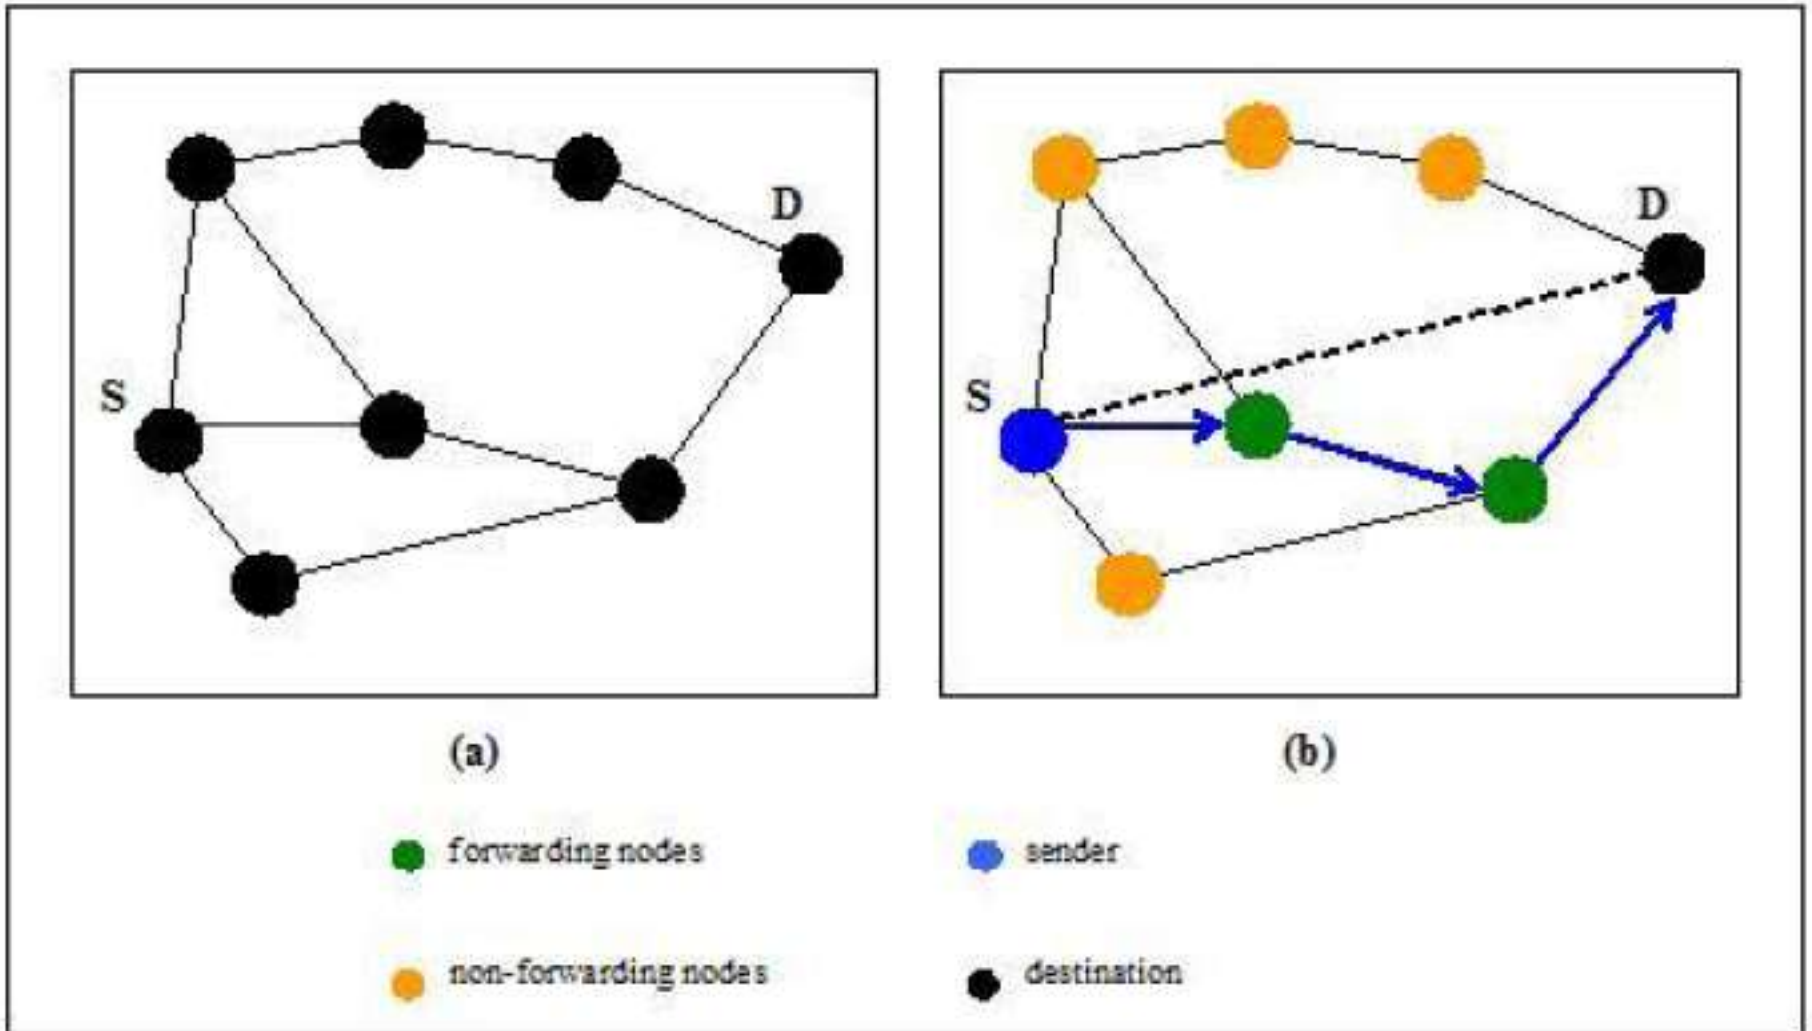 D
S
D
S
(a)
(b)
forwarding nodes
sender
non-forwarding nodes
destination